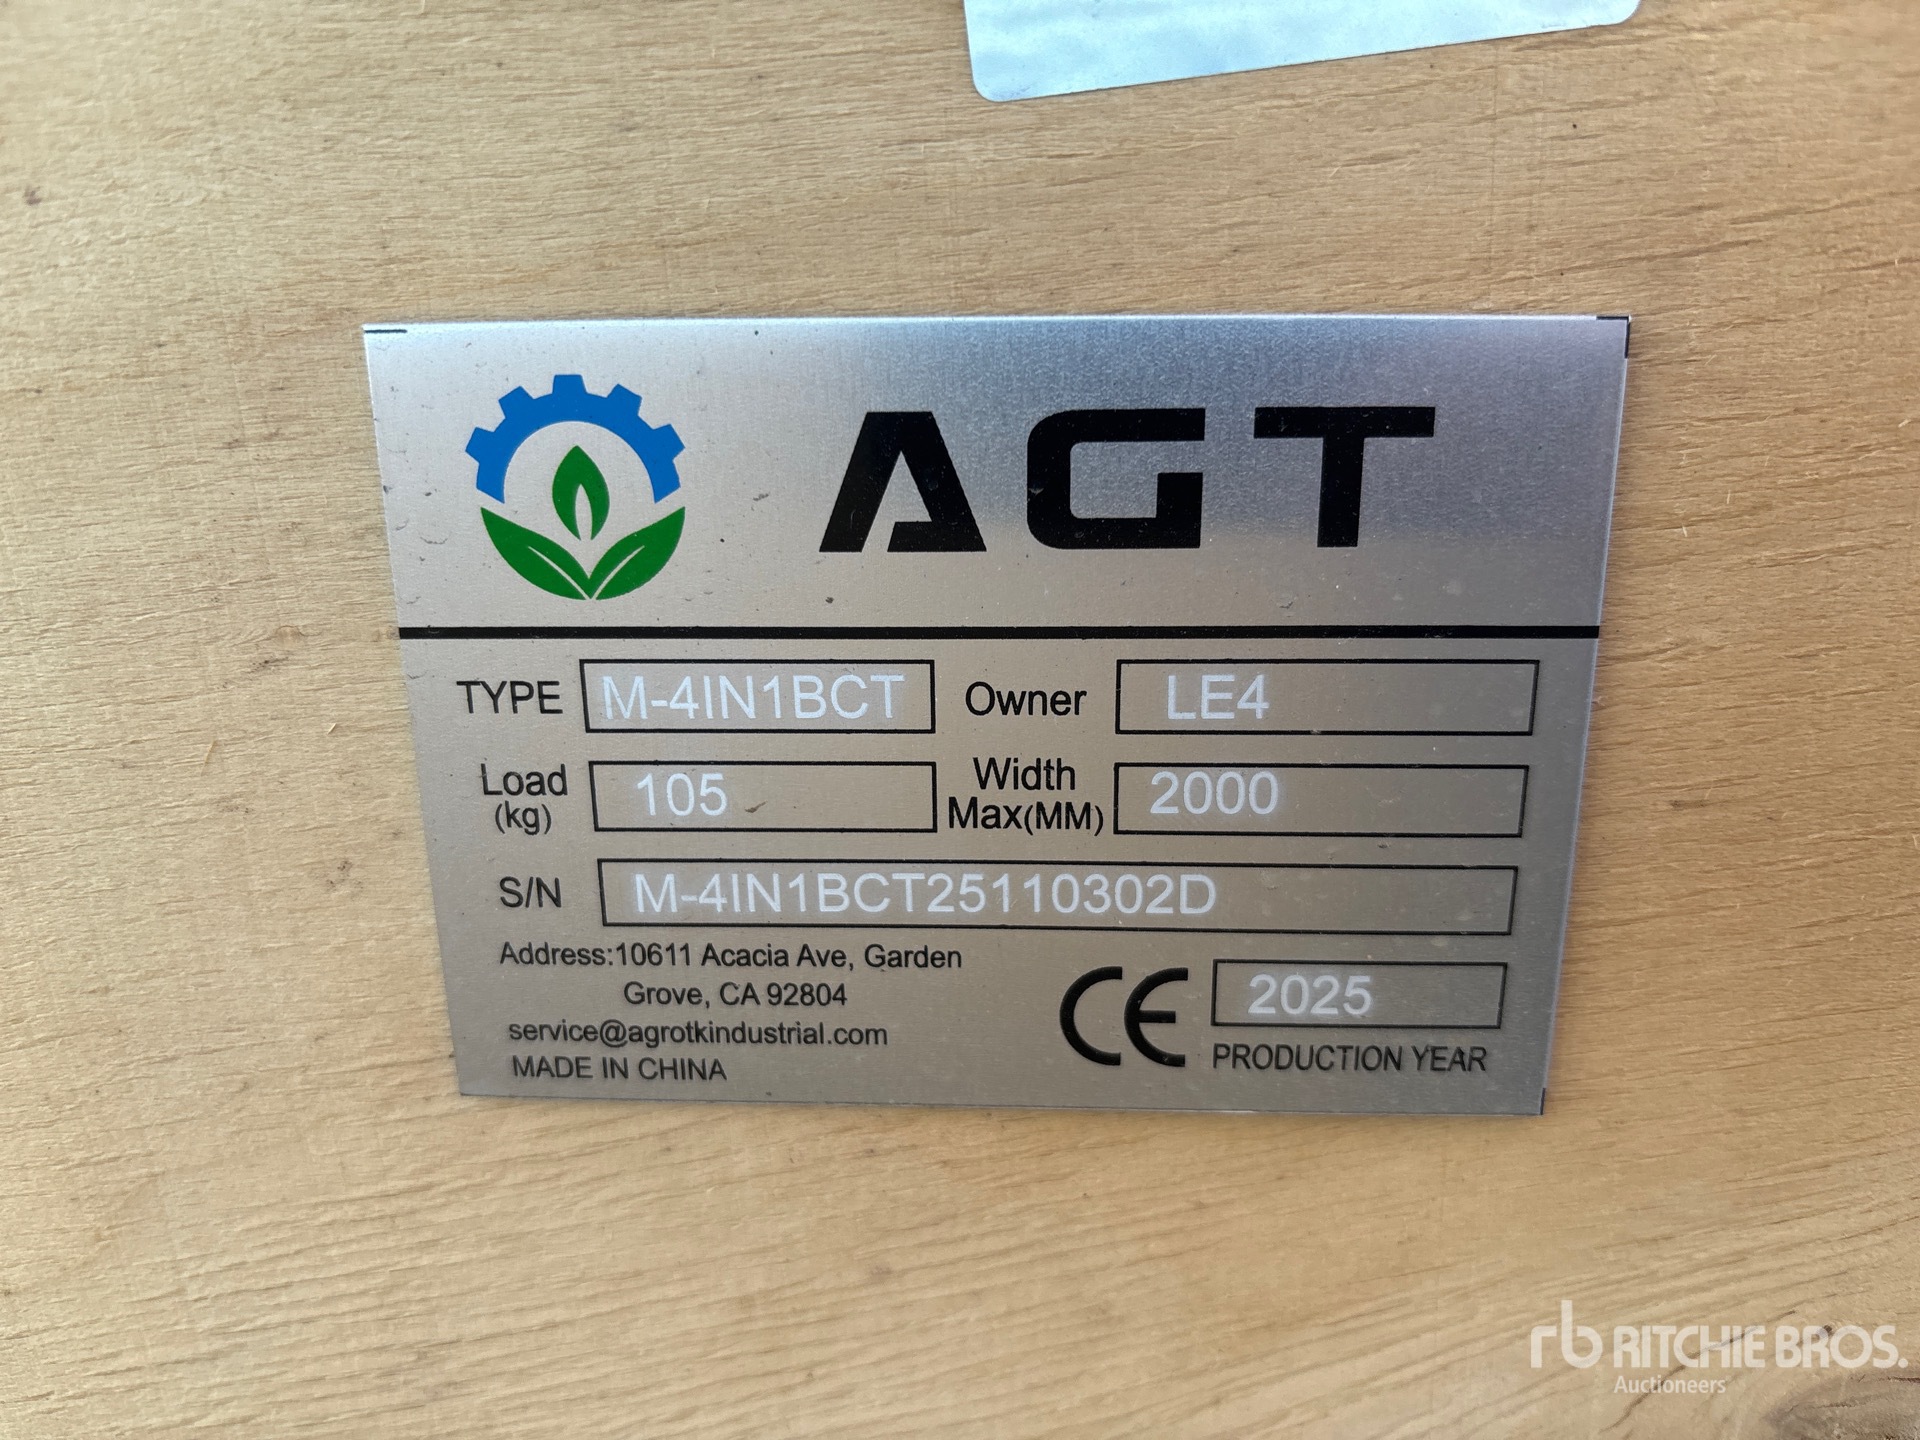 AGT
TYPE M-4IN1BCT Owner LE4
Load (kg) 105 Width Max(MM) 2000
S/N M-4IN1BCT25110302D
Address:10611 Acacia Ave, Garden
Grove, CA 92804
service@agrotkindustrial.com
MADE IN CHINA
CE 2025
PRODUCTION YEAR
rb RITCHIE BROS.
Auctioneers